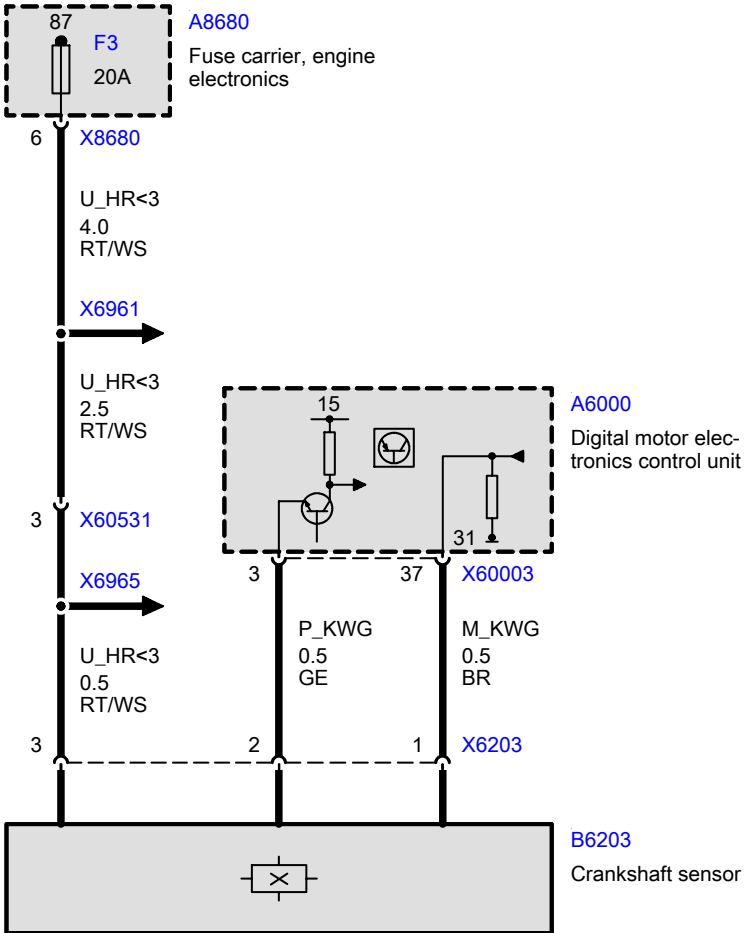 87
F3
20A
A8680
Fuse carrier, engine
electronics
6
X8680
U_HR<3
4.0
RT/WS
X6961
U_HR<3
2.5
RT/WS
3
X60531
X6965
U_HR<3
0.5
RT/WS
15
31
A6000
Digital motor elec-
tronics control unit
3
37
X60003
P_KWG
0.5
GE
M_KWG
0.5
BR
3
2
1
X6203
B6203
Crankshaft sensor